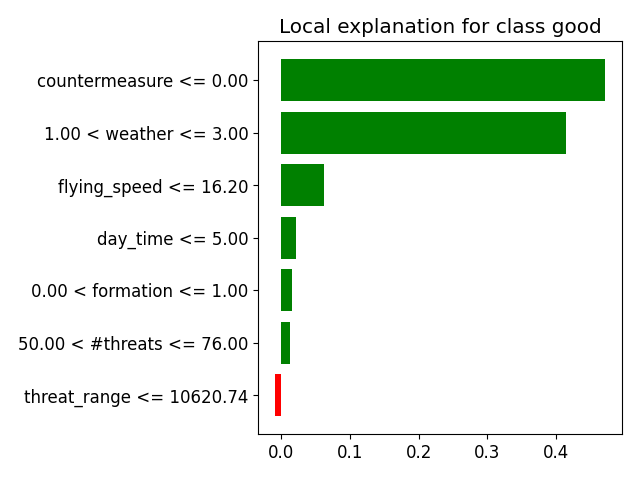 Local explanation for class good
countermeasure <= 0.00
1.00 < weather <= 3.00
flying_speed <= 16.20
day_time <= 5.00
0.00 < formation <= 1.00
50.00 < #threats <= 76.00
threat_range <= 10620.74
0.0 0.1 0.2 0.3 0.4